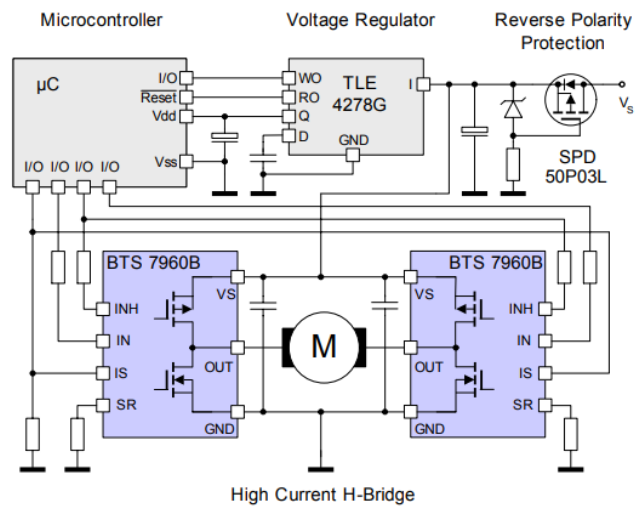 Microcontroller
Voltage Regulator
Reverse Polarity
Protection
µC
I/O
Reset
Vdd
Vss
I/O I/O I/O I/O
WO
RO
Q
D
TLE
4278G
I
GND
V_S
SPD
50P03L
BTS 7960B
VS
INH
IN
OUT
IS
SR
GND
M
BTS 7960B
VS
INH
IN
OUT
IS
SR
GND
High Current H-Bridge